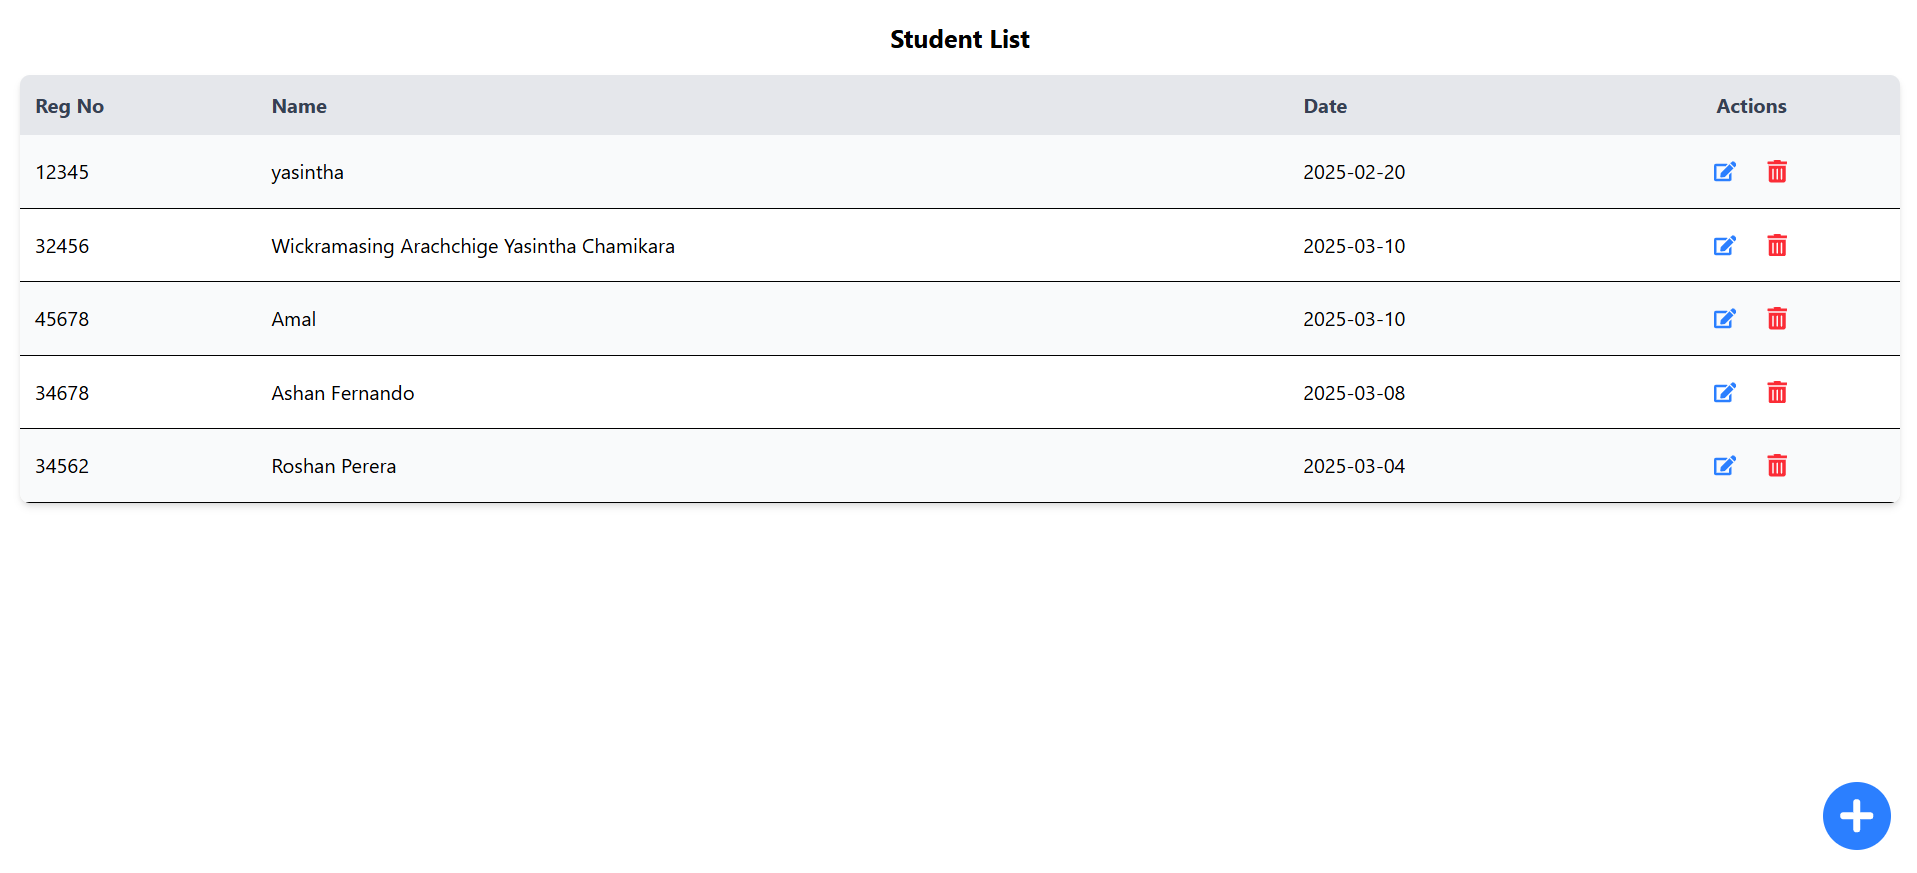 Student List
Reg No Name Date Actions
12345 yasintha 2025-02-20
32456 Wickramasing Arachchige Yasintha Chamikara 2025-03-10
45678 Amal 2025-03-10
34678 Ashan Fernando 2025-03-08
34562 Roshan Perera 2025-03-04